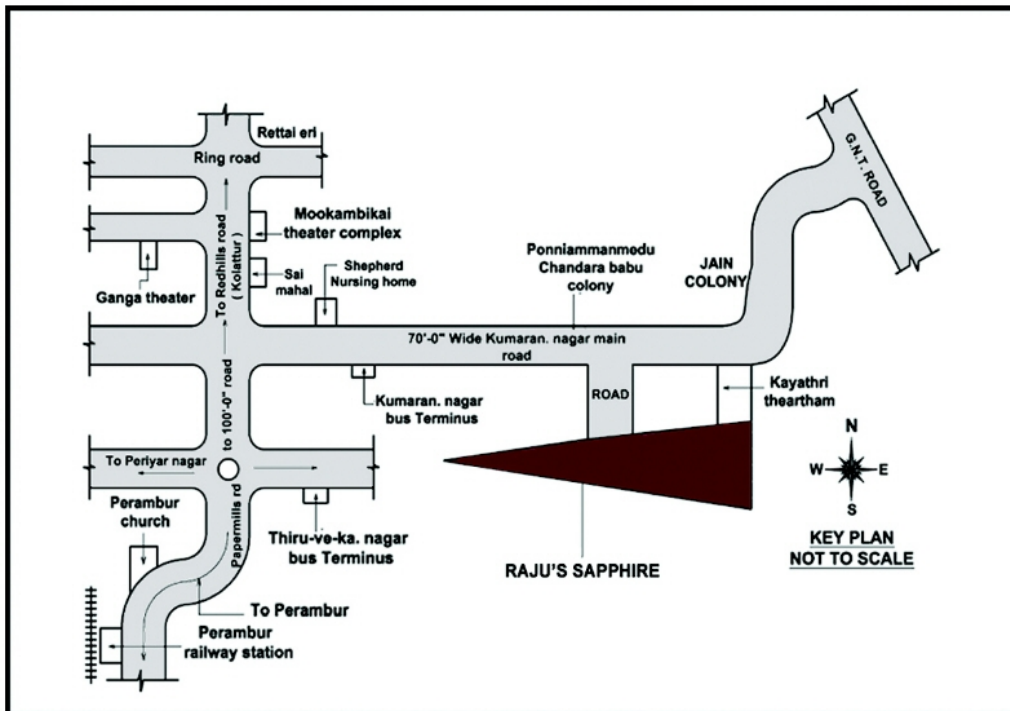 Rettai eri
Ring road
Mookambikai
theater complex
To Redhills road
( Kolattur )
Ganga theater
Sai
mahal
Shepherd
Nursing home
Ponniammanmedu
Chandara babu
colony
JAIN
COLONY
G.N.T. ROAD
70'-0" Wide Kumaran. nagar main
road
ROAD
Kayathri
theartham
Kumaran. nagar
bus Terminus
to 100'-0" road
To Periyar nagar
Papermills rd
Perambur
church
Thiru-ve-ka. nagar
bus Terminus
RAJU'S SAPPHIRE
N
W E
S
KEY PLAN
NOT TO SCALE
To Perambur
Perambur
railway station